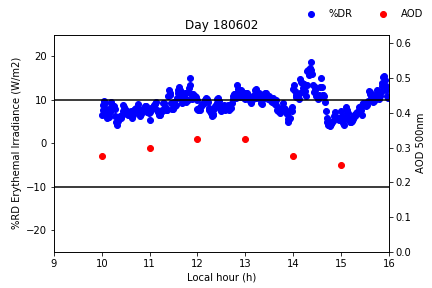 %DR AOD
Day 180602
%RD Erythemal Irradiance (W/m2)
20
10
0
−10
−20
0.6
0.5
0.4
0.3
0.2
0.1
0.0
AOD 500nm
9 10 11 12 13 14 15 16
Local hour (h)